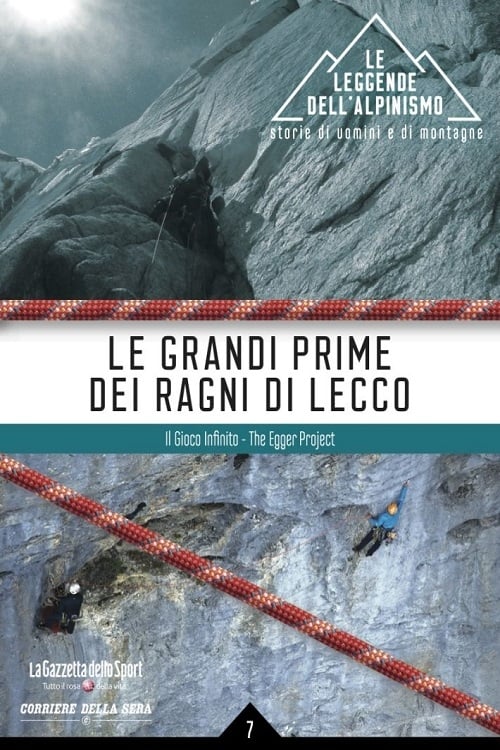 LE
LEGGENDE
DELL'ALPINISMO
storie di uomini e di montagne
LE GRANDI PRIME
DEI RAGNI DI LECCO
Il Gioco Infinito - The Egger Project
La Gazzetta dello Sport
Tutto il rosa della vita
CORRIERE DELLA SERA
7